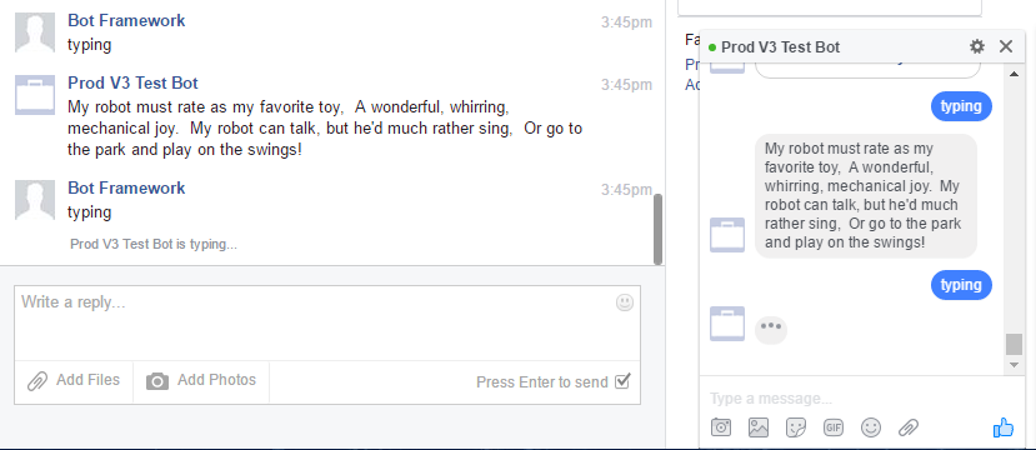 Bot Framework 3:45pm
typing
Prod V3 Test Bot 3:45pm
My robot must rate as my favorite toy,  A wonderful, whirring,
mechanical joy.  My robot can talk, but he'd much rather sing,  Or go to
the park and play on the swings!
Bot Framework 3:45pm
typing
Prod V3 Test Bot is typing...
Write a reply...
Add Files Add Photos Press Enter to send
Fa
Pr
Ac
Prod V3 Test Bot
typing
My robot must rate as my
favorite toy,  A wonderful,
whirring, mechanical joy.  My
robot can talk, but he'd much
rather sing,  Or go to the park
and play on the swings!
typing
Type a message...
GIF